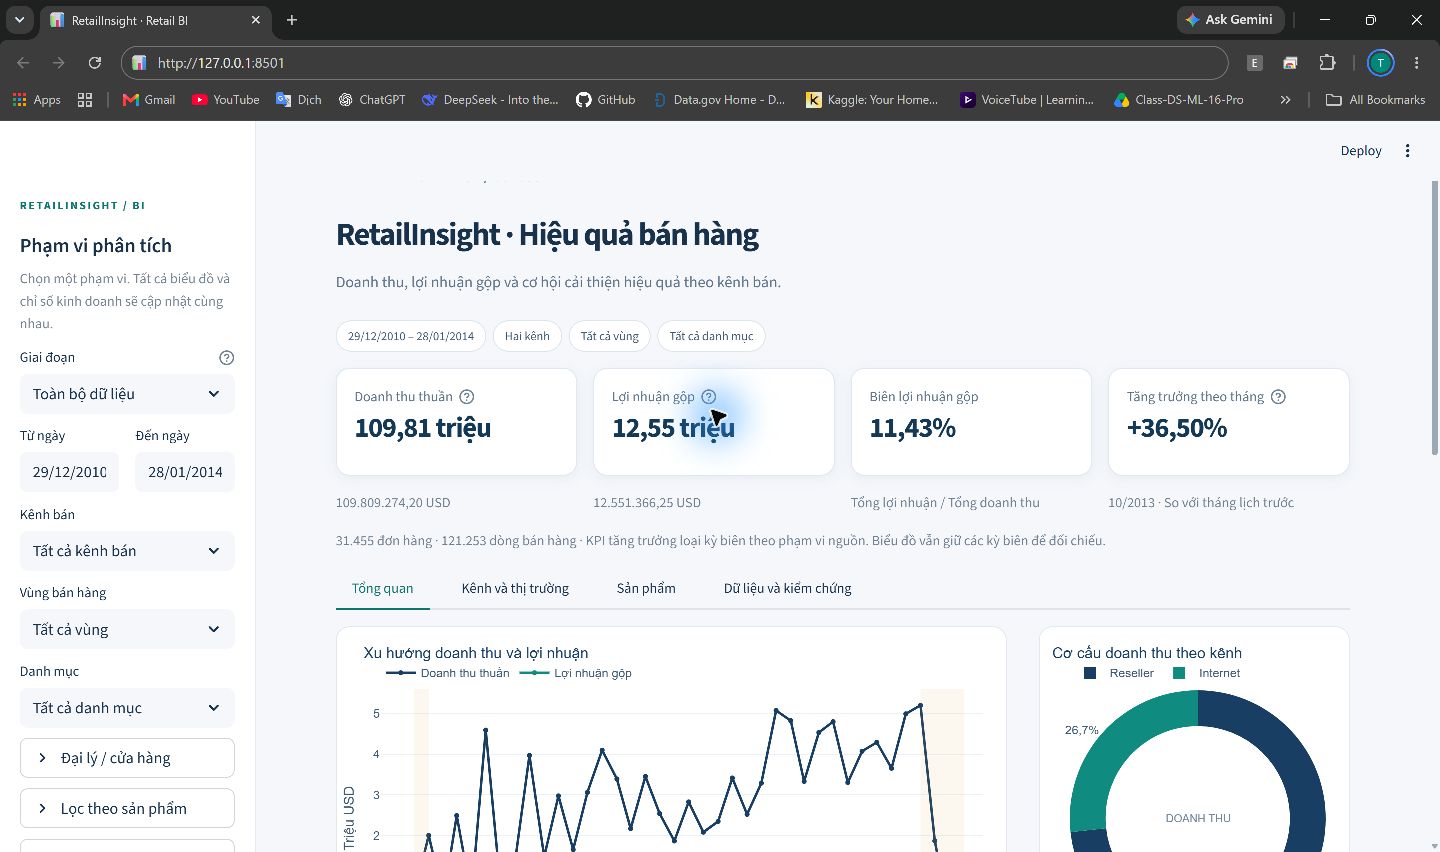 RetailInsight · Retail BI
Ask Gemini
http://127.0.0.1:8501
E
T
Apps
Gmail
YouTube
Dịch
ChatGPT
DeepSeek - Into the...
GitHub
Data.gov Home - D...
Kaggle: Your Home...
VoiceTube | Learnin...
Class-DS-ML-16-Pro
All Bookmarks
Deploy
RETAILINSIGHT / BI
Phạm vi phân tích
Chọn một phạm vi. Tất cả biểu đồ và
chỉ số kinh doanh sẽ cập nhật cùng
nhau.
Giai đoạn
Toàn bộ dữ liệu
Từ ngày
Đến ngày
29/12/2010
28/01/2014
Kênh bán
Tất cả kênh bán
Vùng bán hàng
Tất cả vùng
Danh mục
Tất cả danh mục
Đại lý / cửa hàng
Lọc theo sản phẩm
RetailInsight · Hiệu quả bán hàng
Doanh thu, lợi nhuận gộp và cơ hội cải thiện hiệu quả theo kênh bán.
29/12/2010 – 28/01/2014
Hai kênh
Tất cả vùng
Tất cả danh mục
Doanh thu thuần
109,81 triệu
109.809.274,20 USD
Lợi nhuận gộp
12,55 triệu
12.551.366,25 USD
Biên lợi nhuận gộp
11,43%
Tổng lợi nhuận / Tổng doanh thu
Tăng trưởng theo tháng
+36,50%
10/2013 · So với tháng lịch trước
31.455 đơn hàng · 121.253 dòng bán hàng · KPI tăng trưởng loại kỳ biên theo phạm vi nguồn. Biểu đồ vẫn giữ các kỳ biên để đối chiếu.
Tổng quan
Kênh và thị trường
Sản phẩm
Dữ liệu và kiểm chứng
Xu hướng doanh thu và lợi nhuận
Doanh thu thuần
Lợi nhuận gộp
5
4
3
2
Triệu USD
Cơ cấu doanh thu theo kênh
Reseller
Internet
26,7%
DOANH THU